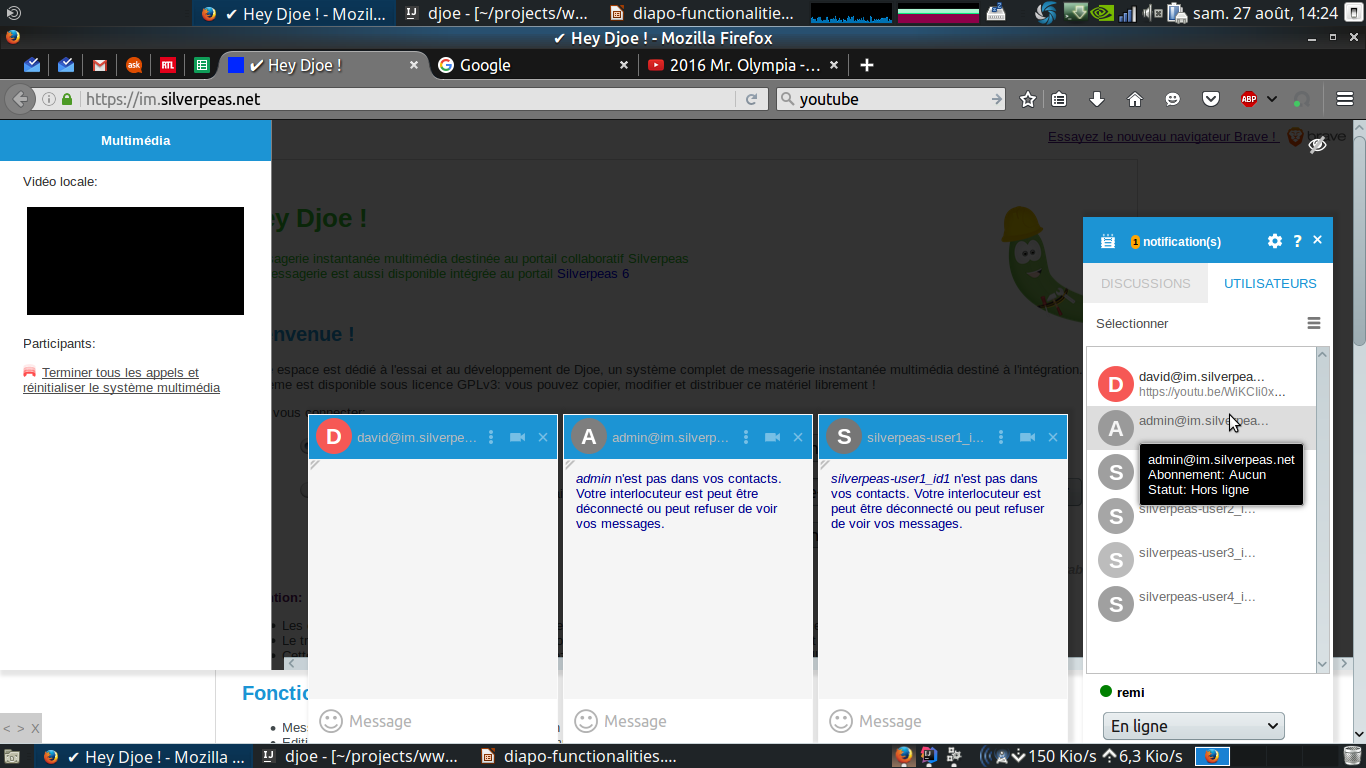 ✔ Hey Djoe ! - Mozil...
djoe - [~/projects/w...
diapo-functionalities...
sam. 27 août, 14:24
✔ Hey Djoe ! - Mozilla Firefox
✔ Hey Djoe !
Google
2016 Mr. Olympia -...
https://im.silverpeas.net
youtube
ABP
Multimédia
Essayez le nouveau navigateur Brave !
brave
Vidéo locale:
ey Djoe !
sagerie instantanée multimédia destinée au portail collaboratif Silverpeas
essagerie est aussi disponible intégrée au portail Silverpeas 6
nvenue !
espace est dédié à l'essai et au développement de Djoe, un système complet de messagerie instantanée multimédia destiné à l'intégration.
ème est disponible sous licence GPLv3: vous pouvez copier, modifier et distribuer ce matériel librement !
vous connecter:
Participants:
Terminer tous les appels et
réinitialiser le système multimédia
1 notification(s)
?
DISCUSSIONS
UTILISATEURS
Sélectionner
D
david@im.silverpea...
https://youtu.be/WiKCIi0x...
A
admin@im.silverpea...
admin@im.silverpeas.net
Abonnement: Aucun
Statut: Hors ligne
S
S
silverpeas-user2_i...
S
silverpeas-user3_i...
S
silverpeas-user4_i...
remi
En ligne
D
david@im.silverpe...
A
admin@im.silverp...
S
silverpeas-user1_i...
admin n'est pas dans vos contacts.
Votre interlocuteur est peut être
déconnecté ou peut refuser de voir
vos messages.
silverpeas-user1_id1 n'est pas dans
vos contacts. Votre interlocuteur est
peut être déconnecté ou peut refuser
de voir vos messages.
tion:
Les
Le tr
Cett
Message
Message
Message
Fonctio
Mess
Editi
< > X
✔ Hey Djoe ! - Mozilla ...
djoe - [~/projects/ww...
diapo-functionalities....
150 Kio/s
6,3 Kio/s